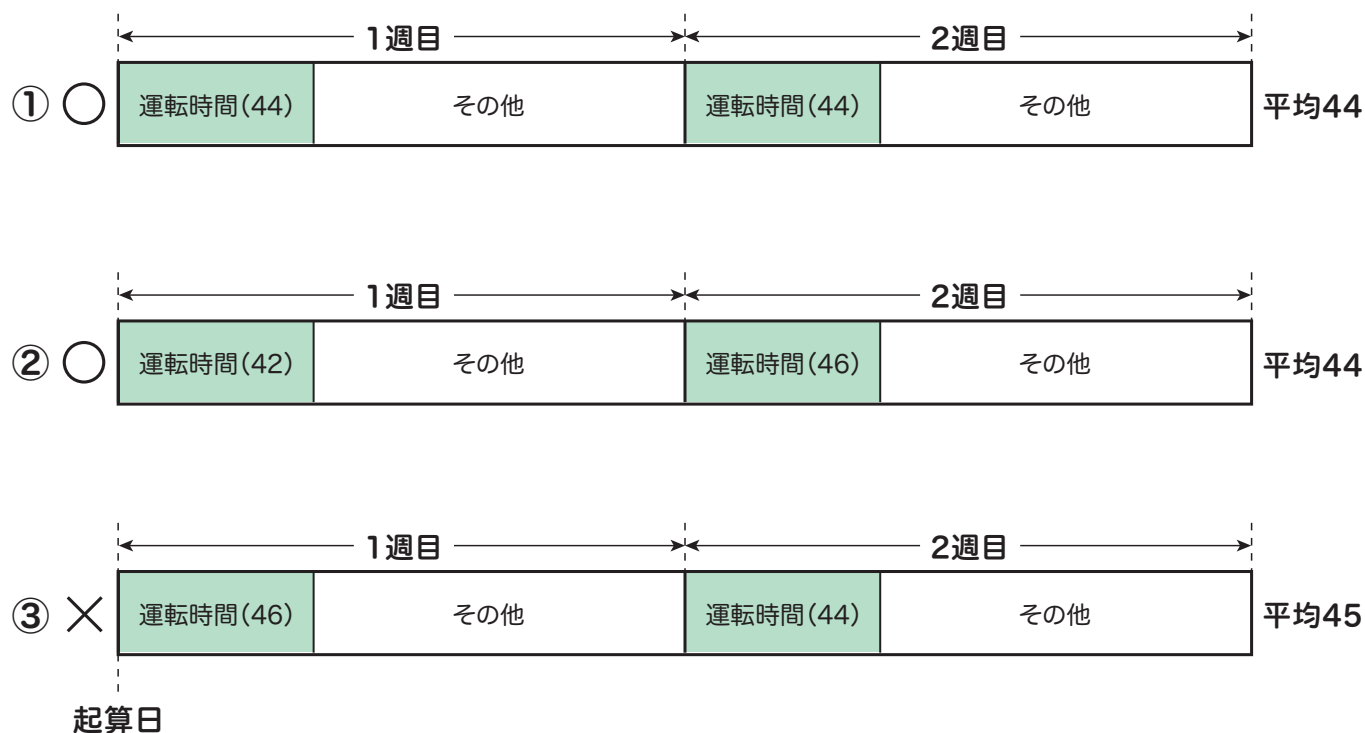 1週目 2週目
① ○ 運転時間(44) その他 運転時間(44) その他 平均44
1週目 2週目
② ○ 運転時間(42) その他 運転時間(46) その他 平均44
1週目 2週目
③ × 運転時間(46) その他 運転時間(44) その他 平均45
起算日